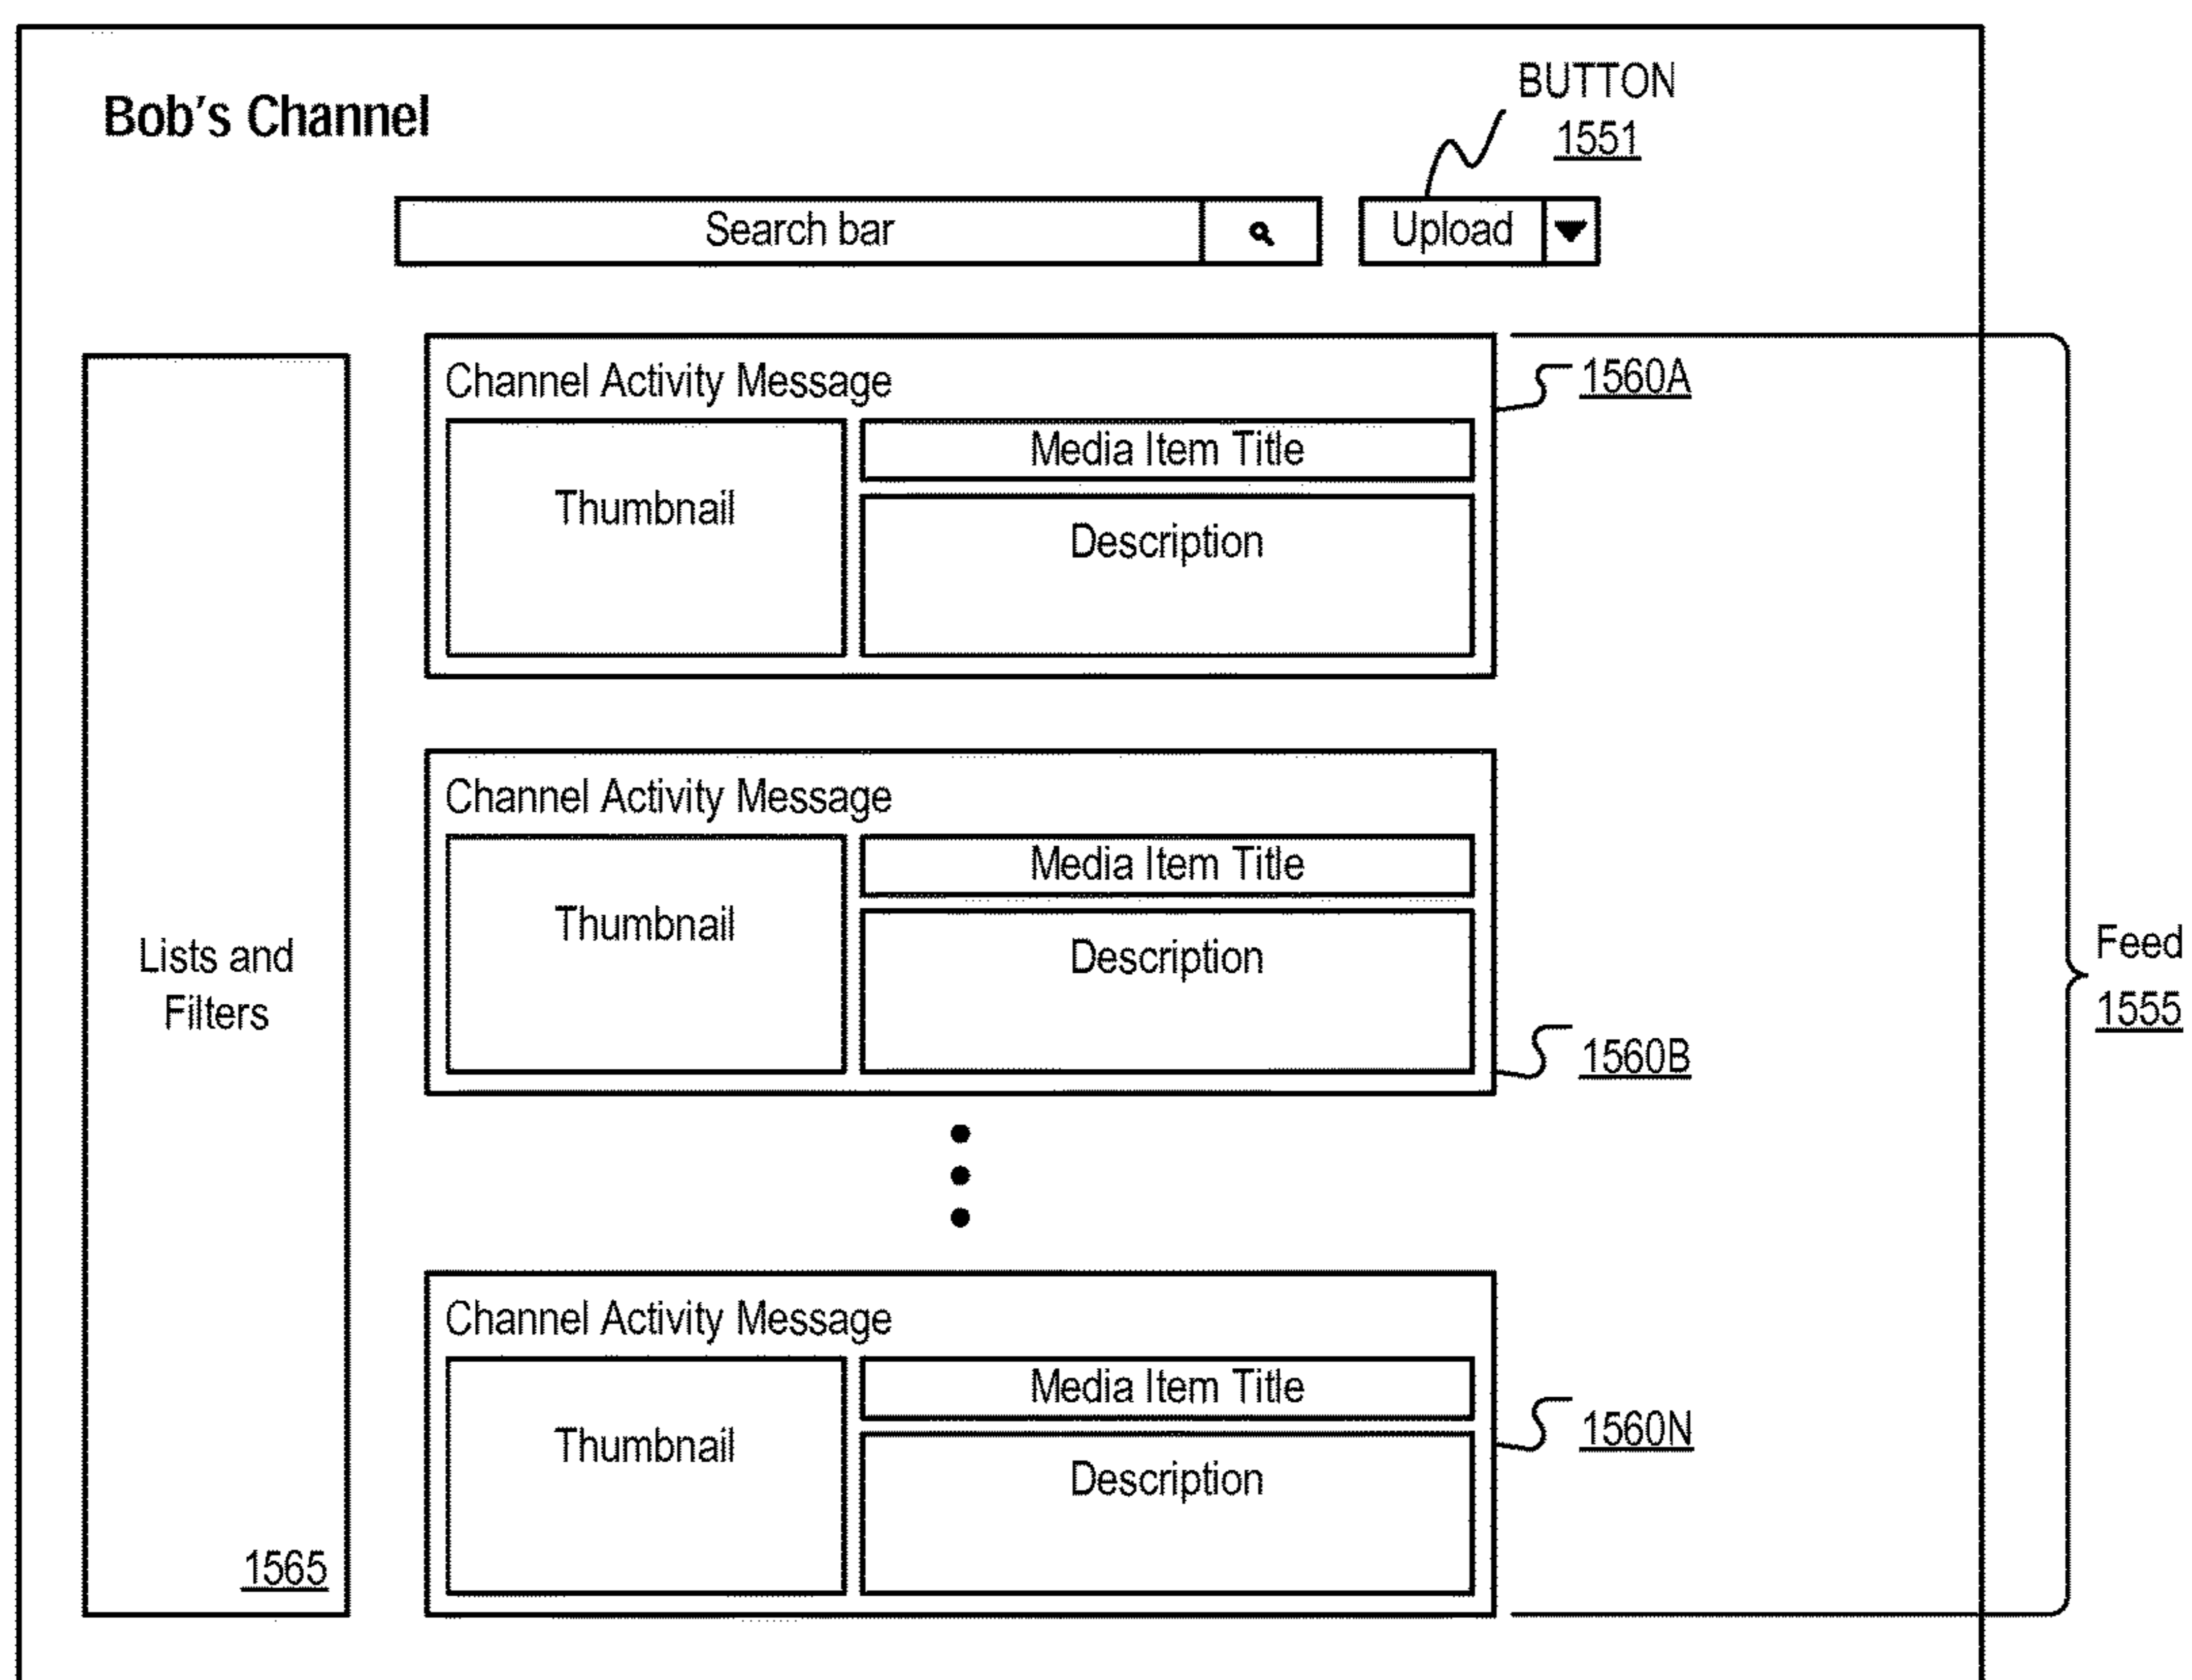 Bob's Channel
BUTTON
1551
Search bar
Upload
Channel Activity Message
1560A
Media Item Title
Thumbnail
Description
Channel Activity Message
Media Item Title
Thumbnail
Description
1560B
Lists and
Filters
Feed
1555
Channel Activity Message
Media Item Title
Thumbnail
1560N
Description
1565